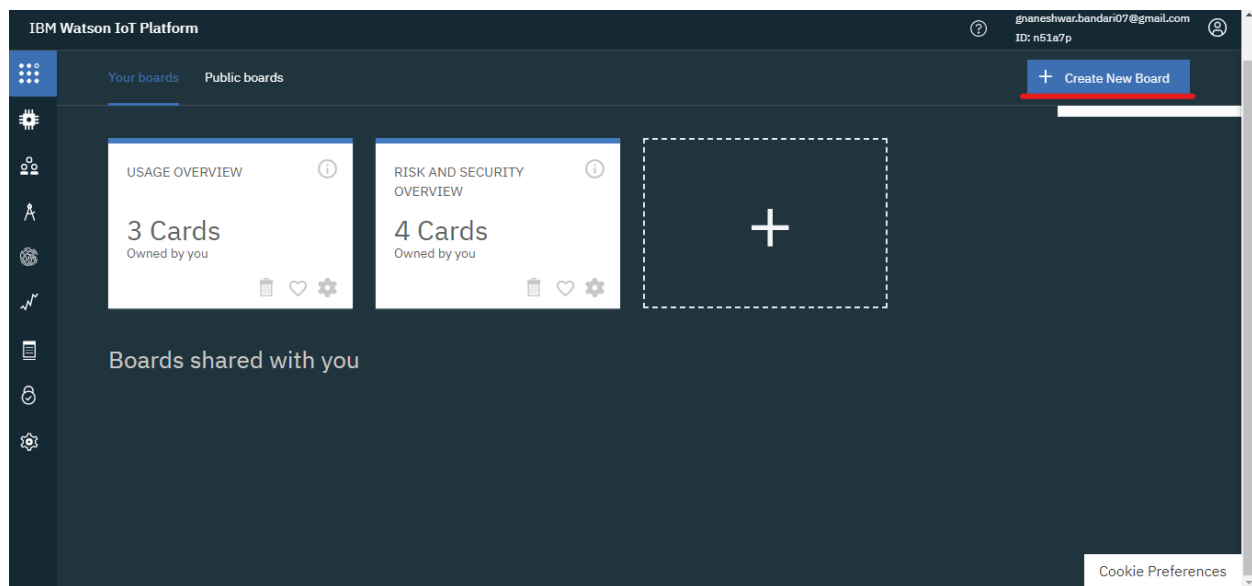 IBM Watson IoT Platform
gnaneshwar.bandari07@gmail.com
ID: n51a7p
Your boards
Public boards
+ Create New Board
USAGE OVERVIEW
3 Cards
Owned by you
RISK AND SECURITY
OVERVIEW
4 Cards
Owned by you
Boards shared with you
Cookie Preferences